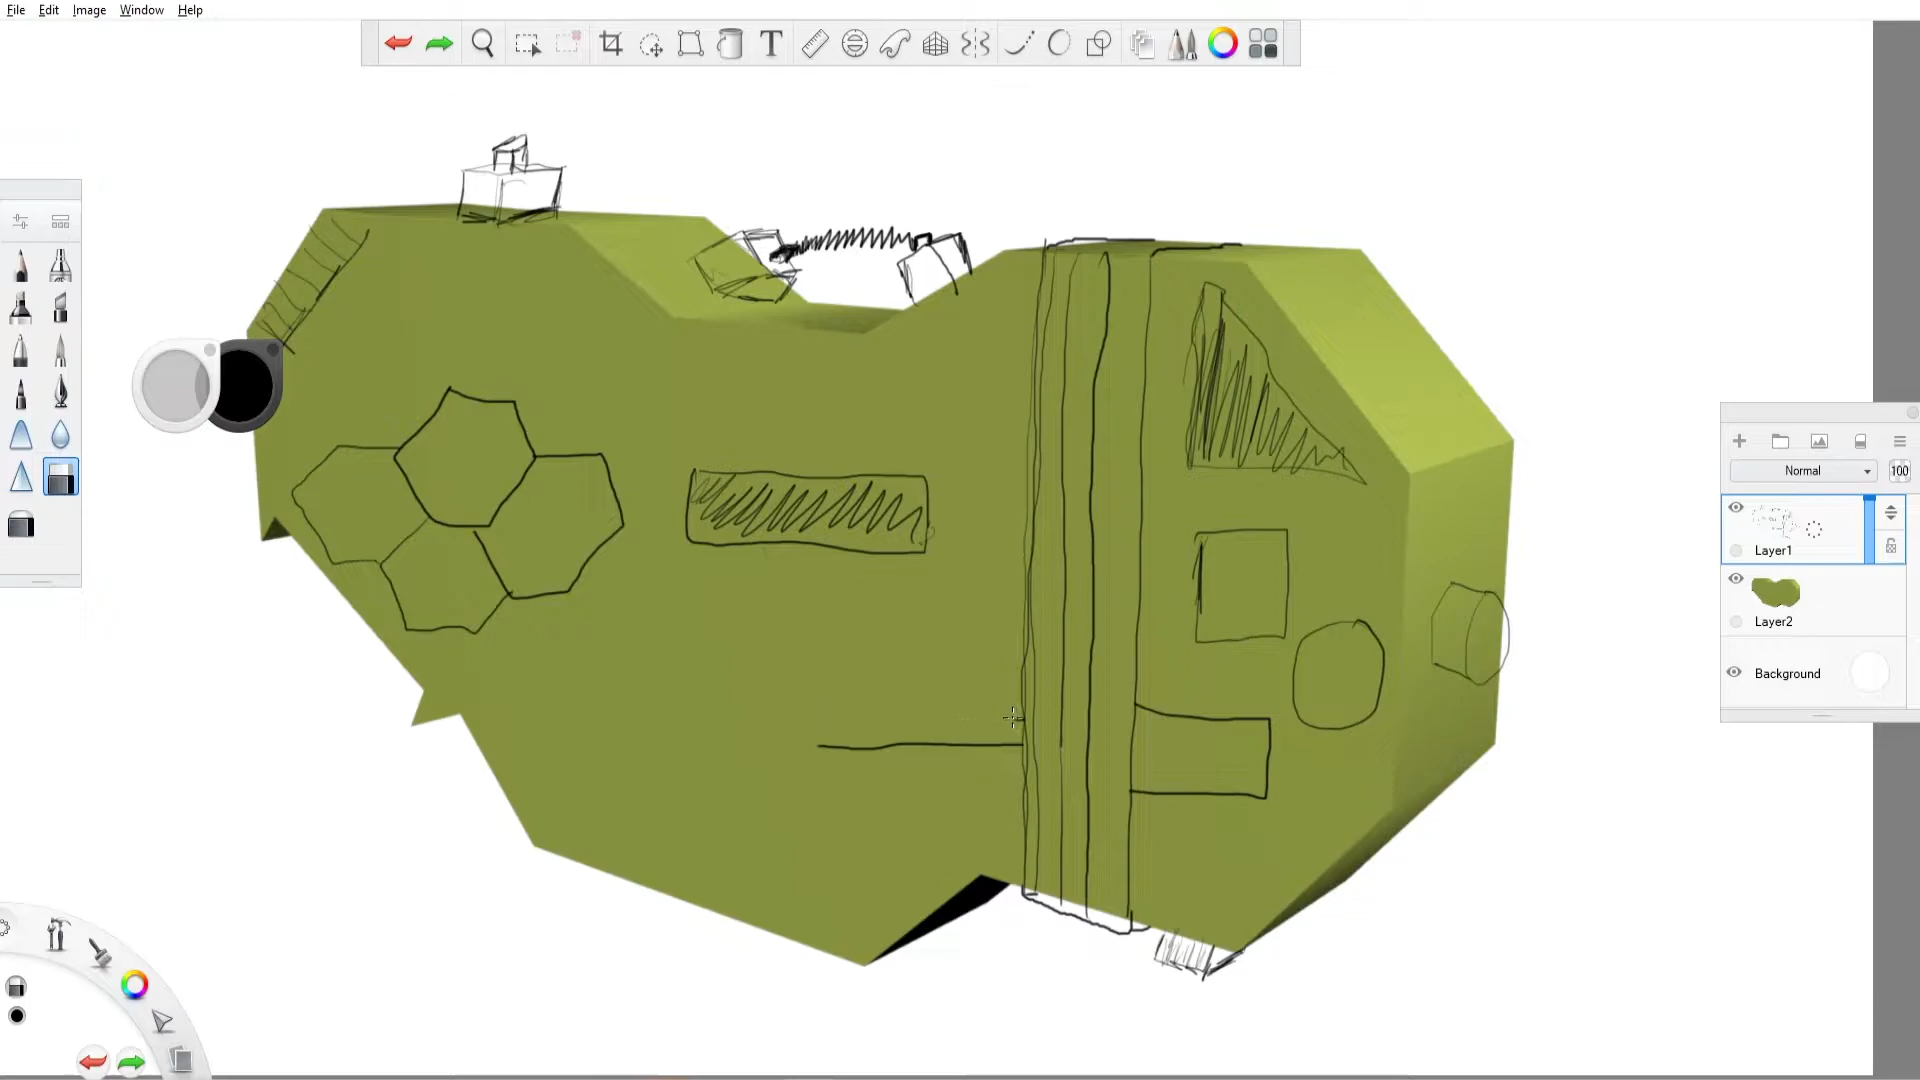 File Edit Image Window Help
T
Normal
100
Layer1
Layer2
Background